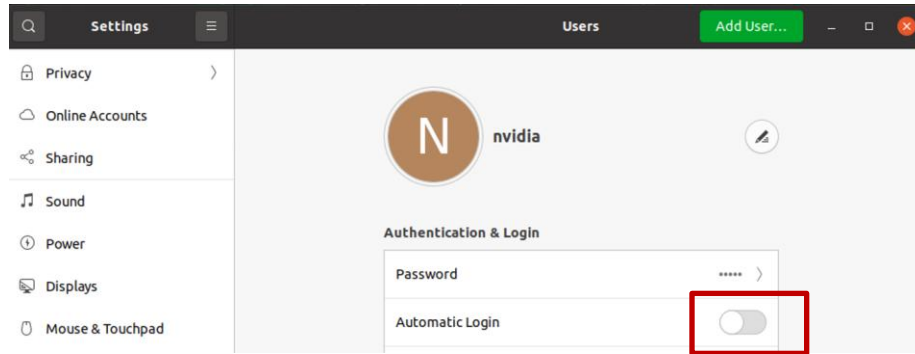 Settings
Users
Add User...
Privacy
Online Accounts
Sharing
Sound
Power
Displays
Mouse & Touchpad
N
nvidia
Authentication & Login
Password
•••••
Automatic Login